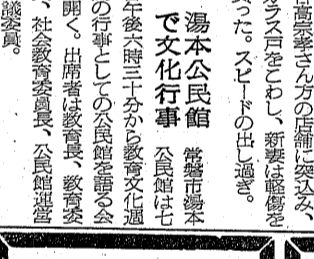 高宗孝さん方の店舗に突込み、
ラス戸をこわし、新妻は軽傷を
った。スピードの出し過ぎ。
湯本公民館
で文化行事
常磐市湯本
公民館は七
午後六時三十分から教育文化週
の行事としての公民館を語る会
開く。出席者は教育長、教育委
、社会教育委員長、公民館運営
議委員。